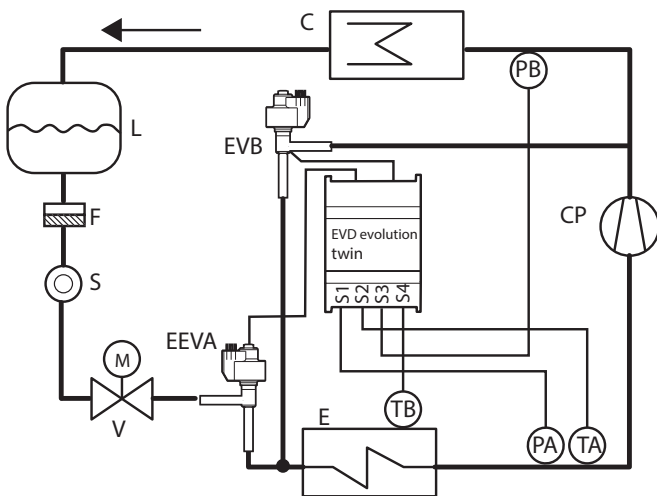 C
PB
L
EVB
CP
F
EVD evolution
twin
S
S1 S2 S3 S4
EEVA
M
V
E
TB
PA
TA